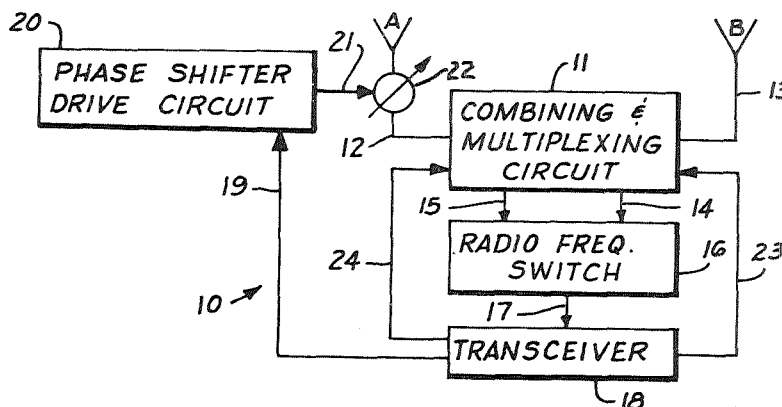 20
PHASE SHIFTER
DRIVE CIRCUIT
21
A
22
12
11
B
13
COMBINING &
MULTIPLEXING
CIRCUIT
15
14
19
24
RADIO FREQ.
SWITCH
16
23
10
17
TRANSCEIVER
18